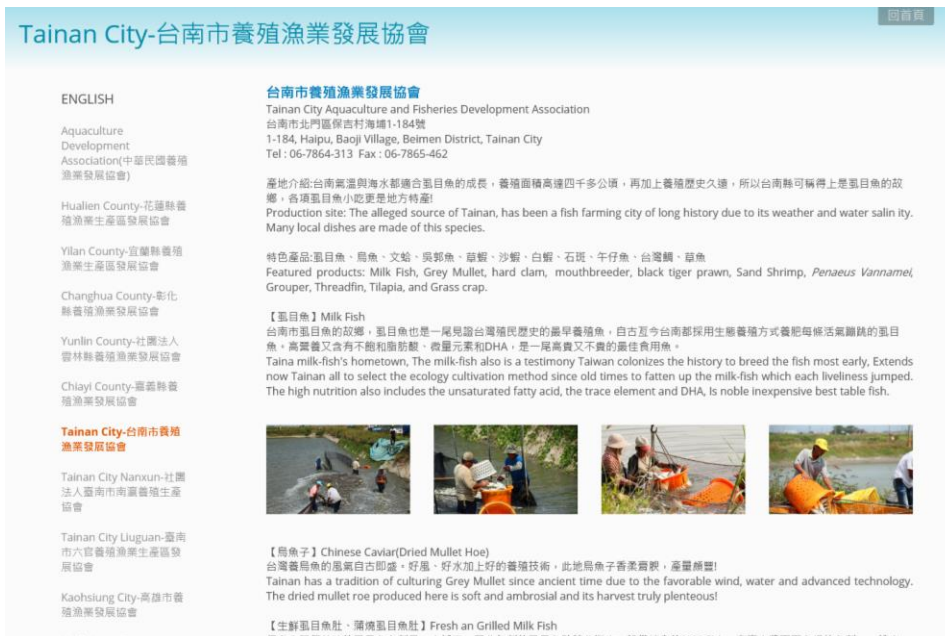 回首頁
Tainan City-台南市養殖漁業發展協會
ENGLISH
Aquaculture
Development
Association(中華民國養殖
漁業發展協會)
Hualien County-花蓮縣養
殖漁業生產區發展協會
Yilan County-宜蘭縣養殖
漁業生產區發展協會
Changhua County-彰化
縣養殖漁業發展協會
Yunlin County-社團法人
雲林縣養殖漁業發展協會
Chiayi County-嘉義縣養
殖漁業發展協會
Tainan City-台南市養殖
漁業發展協會
Tainan City Nanxun-社團
法人臺南市南瀛養殖生產
協會
Tainan City Liuguan-臺南
市六官養殖漁業生產區發
展協會
Kaohsiung City-高雄市養
殖漁業發展協會
台南市養殖漁業發展協會
Tainan City Aquaculture and Fisheries Development Association
台南市北門區保吉村海埔1-184號
1-184, Haipu, Baoji Village, Beimen District, Tainan City
Tel : 06-7864-313 Fax : 06-7865-462
產地介紹:台南氣溫與海水都適合虱目魚的成長，養殖面積高達四千多公頃，再加上養殖歷史久遠，所以台南縣可稱得上是虱目魚的故
鄉，各項虱目魚小吃更是地方特產!
Production site: The alleged source of Tainan, has been a fish farming city of long history due to its weather and water salin ity.
Many local dishes are made of this species.
特色產品:虱目魚、烏魚、文蛤、吳郭魚、草蝦、沙蝦、白蝦、石斑、午仔魚、台灣鯛、草魚
Featured products: Milk Fish, Grey Mullet, hard clam, mouthbreeder, black tiger prawn, Sand Shrimp, Penaeus Vannamei,
Grouper, Threadfin, Tilapia, and Grass crap.
【虱目魚】Milk Fish
台南市虱目魚的故鄉，虱目魚也是一尾見證台灣殖民歷史的最早養殖魚，自古亙今台南都採用生態養殖方式養肥每條活氣蹦跳的虱目
魚。高營養又含有不飽和脂肪酸、微量元素和DHA，是一尾高貴又不貴的最佳食用魚。
Taina milk-fish's hometown, The milk-fish also is a testimony Taiwan colonizes the history to breed the fish most early, Extends
now Tainan all to select the ecology cultivation method since old times to fatten up the milk-fish which each liveliness jumped.
The high nutrition also includes the unsaturated fatty acid, the trace element and DHA, Is noble inexpensive best table fish.
【烏魚子】Chinese Caviar(Dried Mullet Hoe)
台灣養烏魚的風氣自古即盛。好風、好水加上好的養殖技術，此地烏魚子香柔膏腴，產量頗豐!
Tainan has a tradition of culturing Grey Mullet since ancient time due to the favorable wind, water and advanced technology.
The dried mullet roe produced here is soft and ambrosial and its harvest truly plenteous!
【生鮮虱目魚肚、蒲燒虱目魚肚】Fresh an Grilled Milk Fish